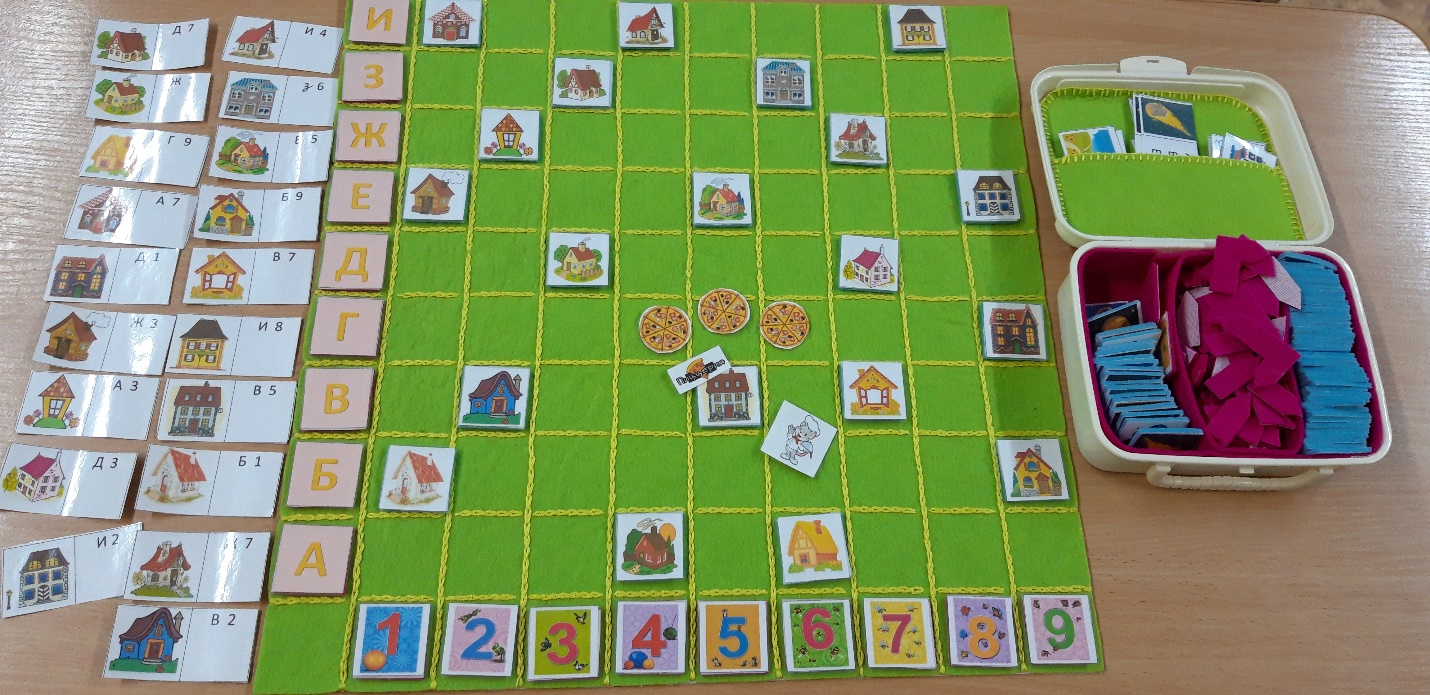 Д 7
И 4
Ж
З 6
Г 9
Е 5
А 7
Б 9
Д 1
В 7
Ж 3
И 8
А 3
В 5
Д 3
Б 1
И 2
7
В 2
И
З
Ж
Е
Д
Г
В
Б
А
1 2 3 4 5 6 7 8 9